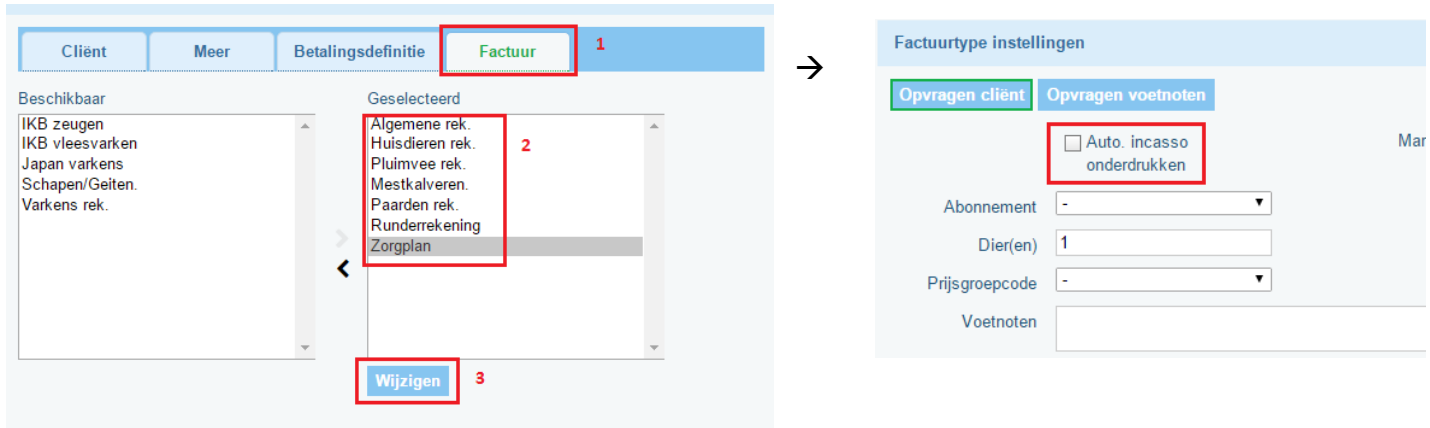 Cliënt
Meer
Betalingsdefinitie
Factuur
1
Beschikbaar
IKB zeugen
IKB vleesvarken
Japan varkens
Schapen/Geiten.
Varkens rek.
Geselecteerd
Algemene rek.
Huisdieren rek.
Pluimvee rek.
Mestkalveren.
Paarden rek.
Runderrekening
Zorgplan
2
Wijzigen
3
→
Factuurtype instellingen
Opvragen cliënt
Opvragen voetnoten
Auto. incasso
onderdrukken
Mar
Abonnement
-
Dier(en)
1
Prijsgroepcode
-
Voetnoten